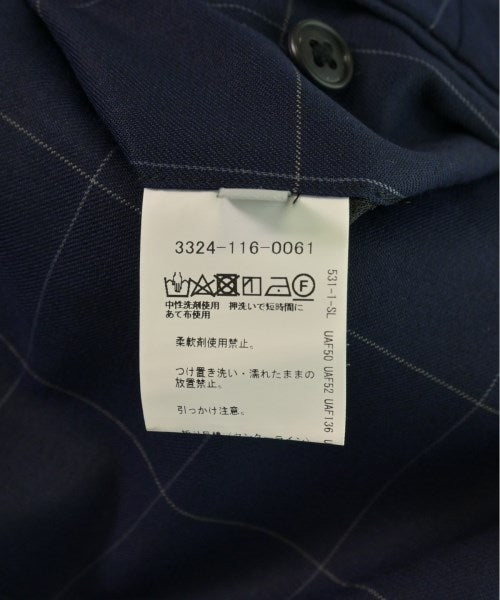 3324-116-0061
F
中性洗剤使用 押洗いで短時間に
あて布使用
柔軟剤使用禁止。
つけ置き洗い・濡れたままの
放置禁止。
引っかけ注意。
531-1-SL UAF50 UAF52 UAF136